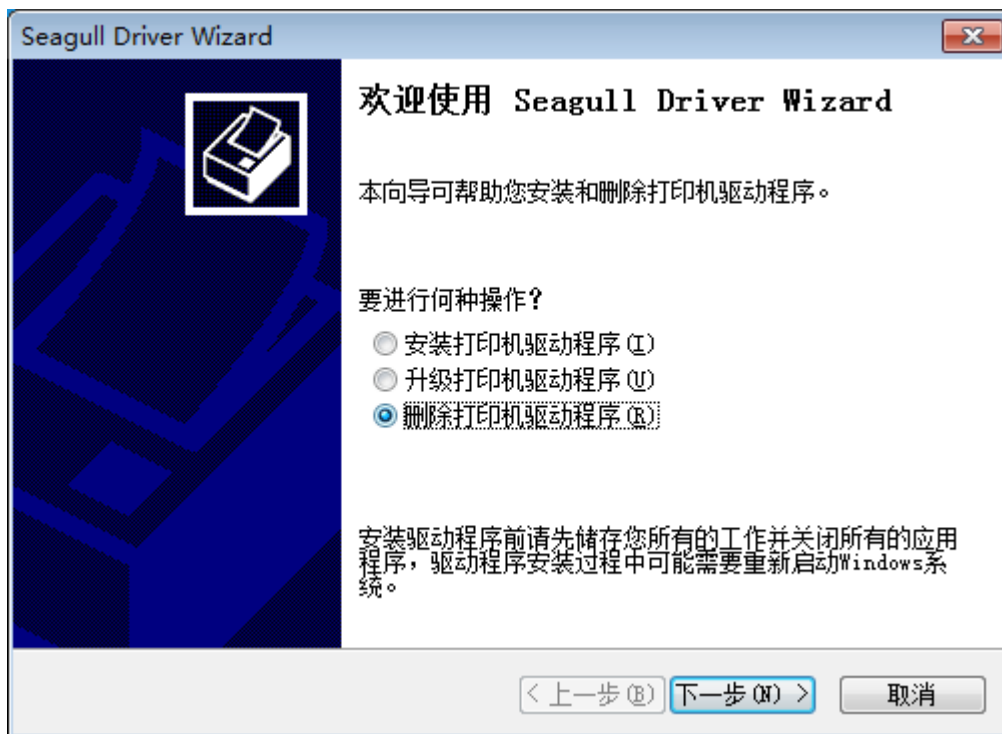 Seagull Driver Wizard
欢迎使用 Seagull Driver Wizard
本向导可帮助您安装和删除打印机驱动程序。
要进行何种操作?
安装打印机驱动程序(I)
升级打印机驱动程序(U)
删除打印机驱动程序(R)
安装驱动程序前请先储存您所有的工作并关闭所有的应用
程序，驱动程序安装过程中可能需要重新启动Windows系
统。
< 上一步(B)
下一步(N) >
取消